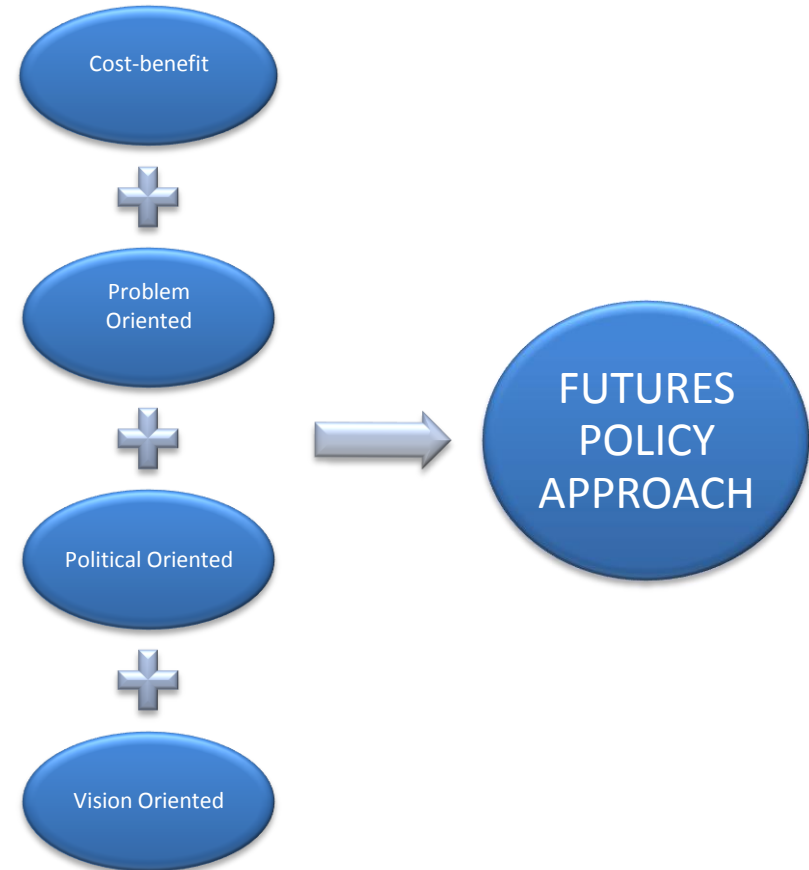 Cost-benefit
Problem
Oriented
Political Oriented
Vision Oriented
FUTURES
POLICY
APPROACH